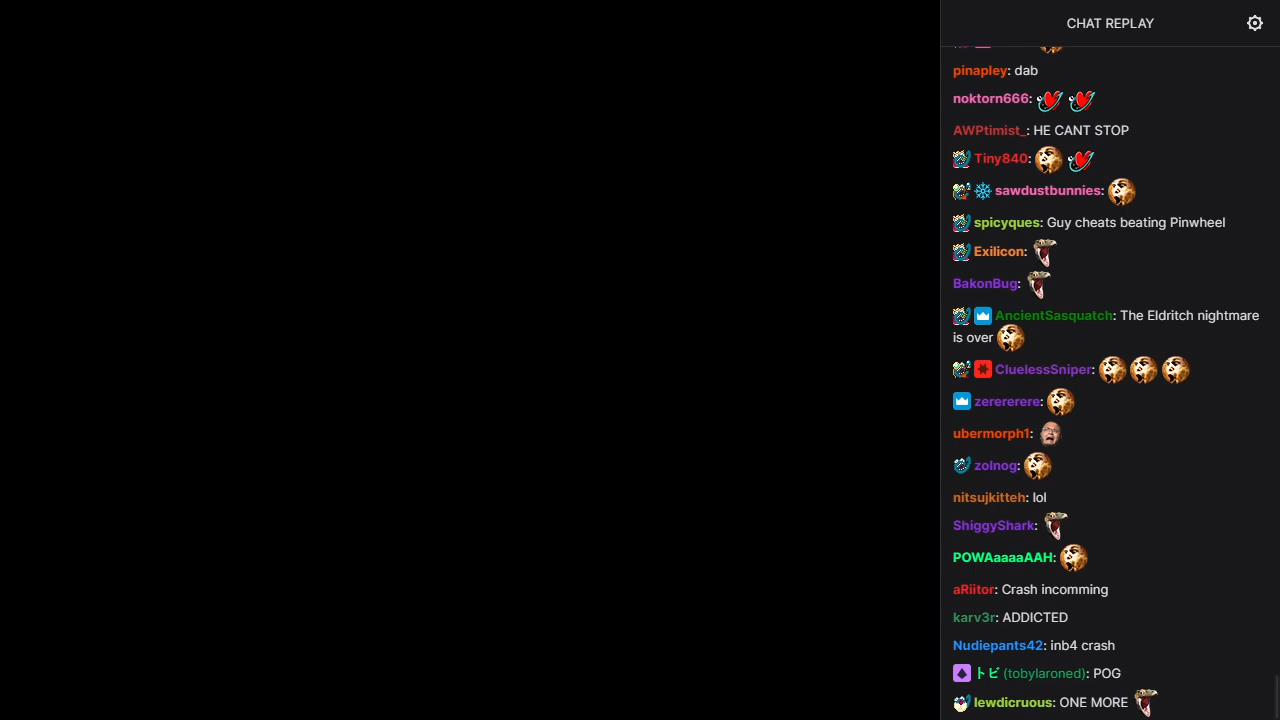 CHAT REPLAY
pinapley: dab
noktorn666:
AWPtimist_: HE CANT STOP
Tiny840:
sawdustbunnies:
spicyques: Guy cheats beating Pinwheel
Exilicon:
BakonBug:
AncientSasquatch: The Eldritch nightmare
is over
CluelessSniper:
zerererere:
ubermorph1:
zolnog:
nitsujkitteh: lol
ShiggyShark:
POWAaaaaAAH:
aRiitor: Crash incomming
karv3r: ADDICTED
Nudiepants42: inb4 crash
トビ (tobylaroned): POG
lewdicruous: ONE MORE